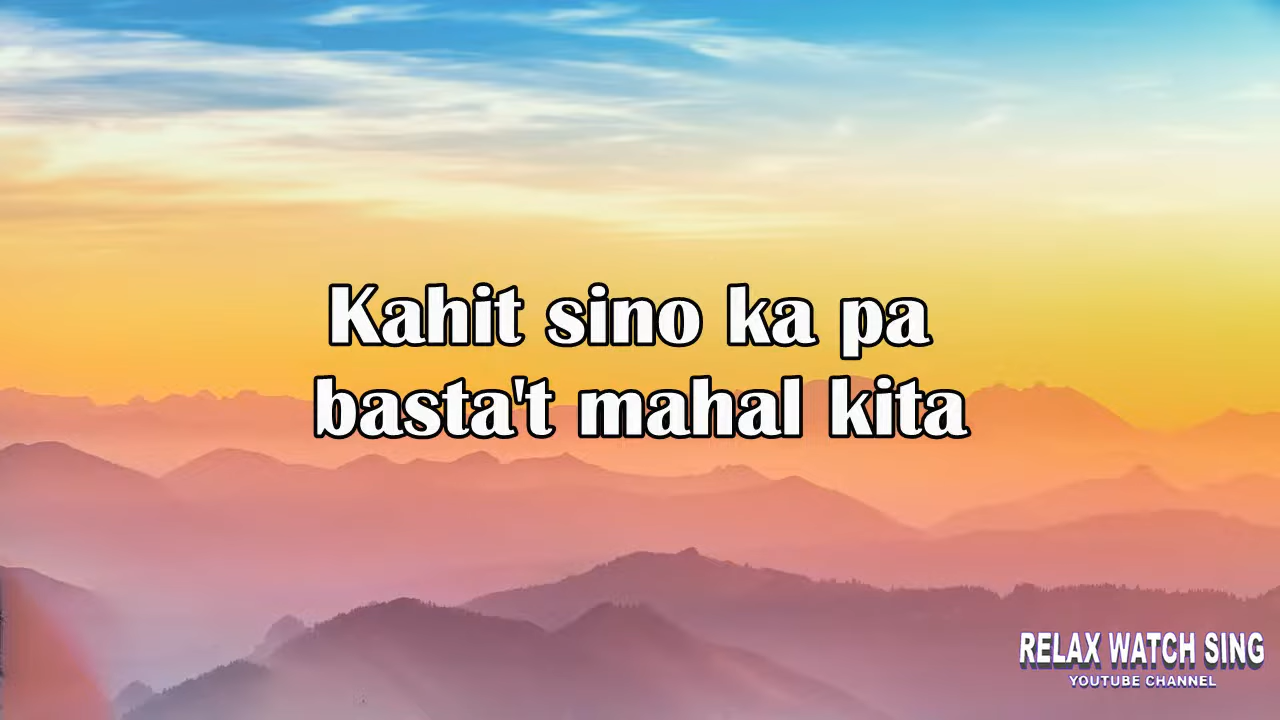 Kahit sino ka pa
basta't mahal kita
RELAX WATCH SING
YOUTUBE CHANNEL